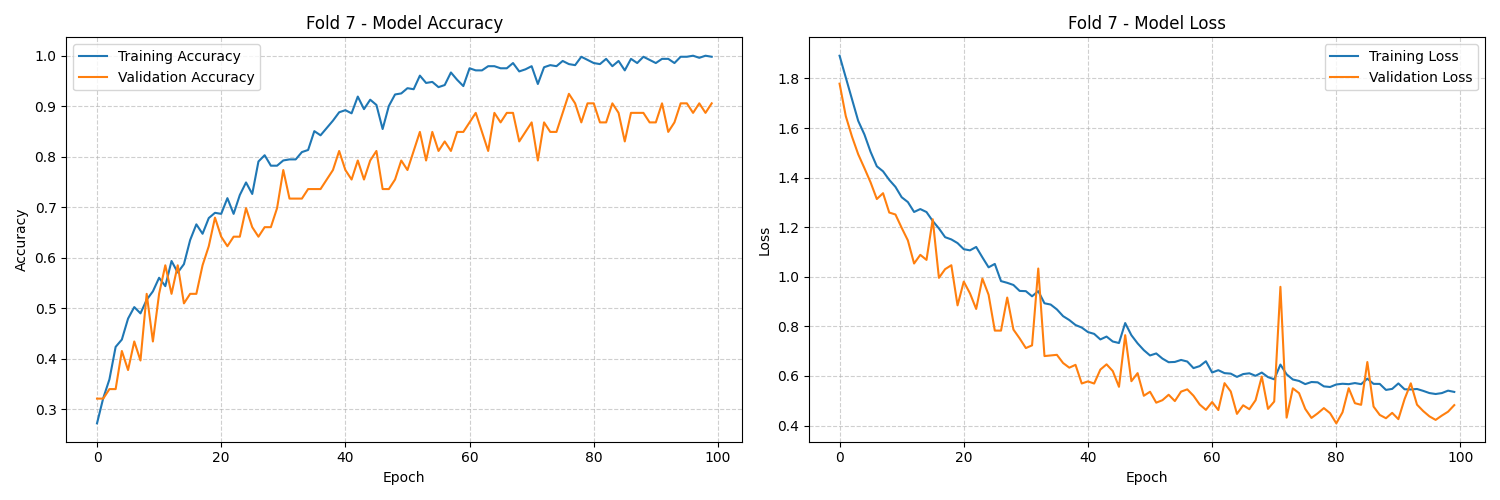 Fold 7 - Model Accuracy
Training Accuracy
Validation Accuracy
1.0
0.9
0.8
0.7
0.6
0.5
0.4
0.3
Accuracy
0 20 40 60 80 100
Epoch
Fold 7 - Model Loss
Training Loss
Validation Loss
1.8
1.6
1.4
1.2
1.0
0.8
0.6
0.4
Loss
0 20 40 60 80 100
Epoch